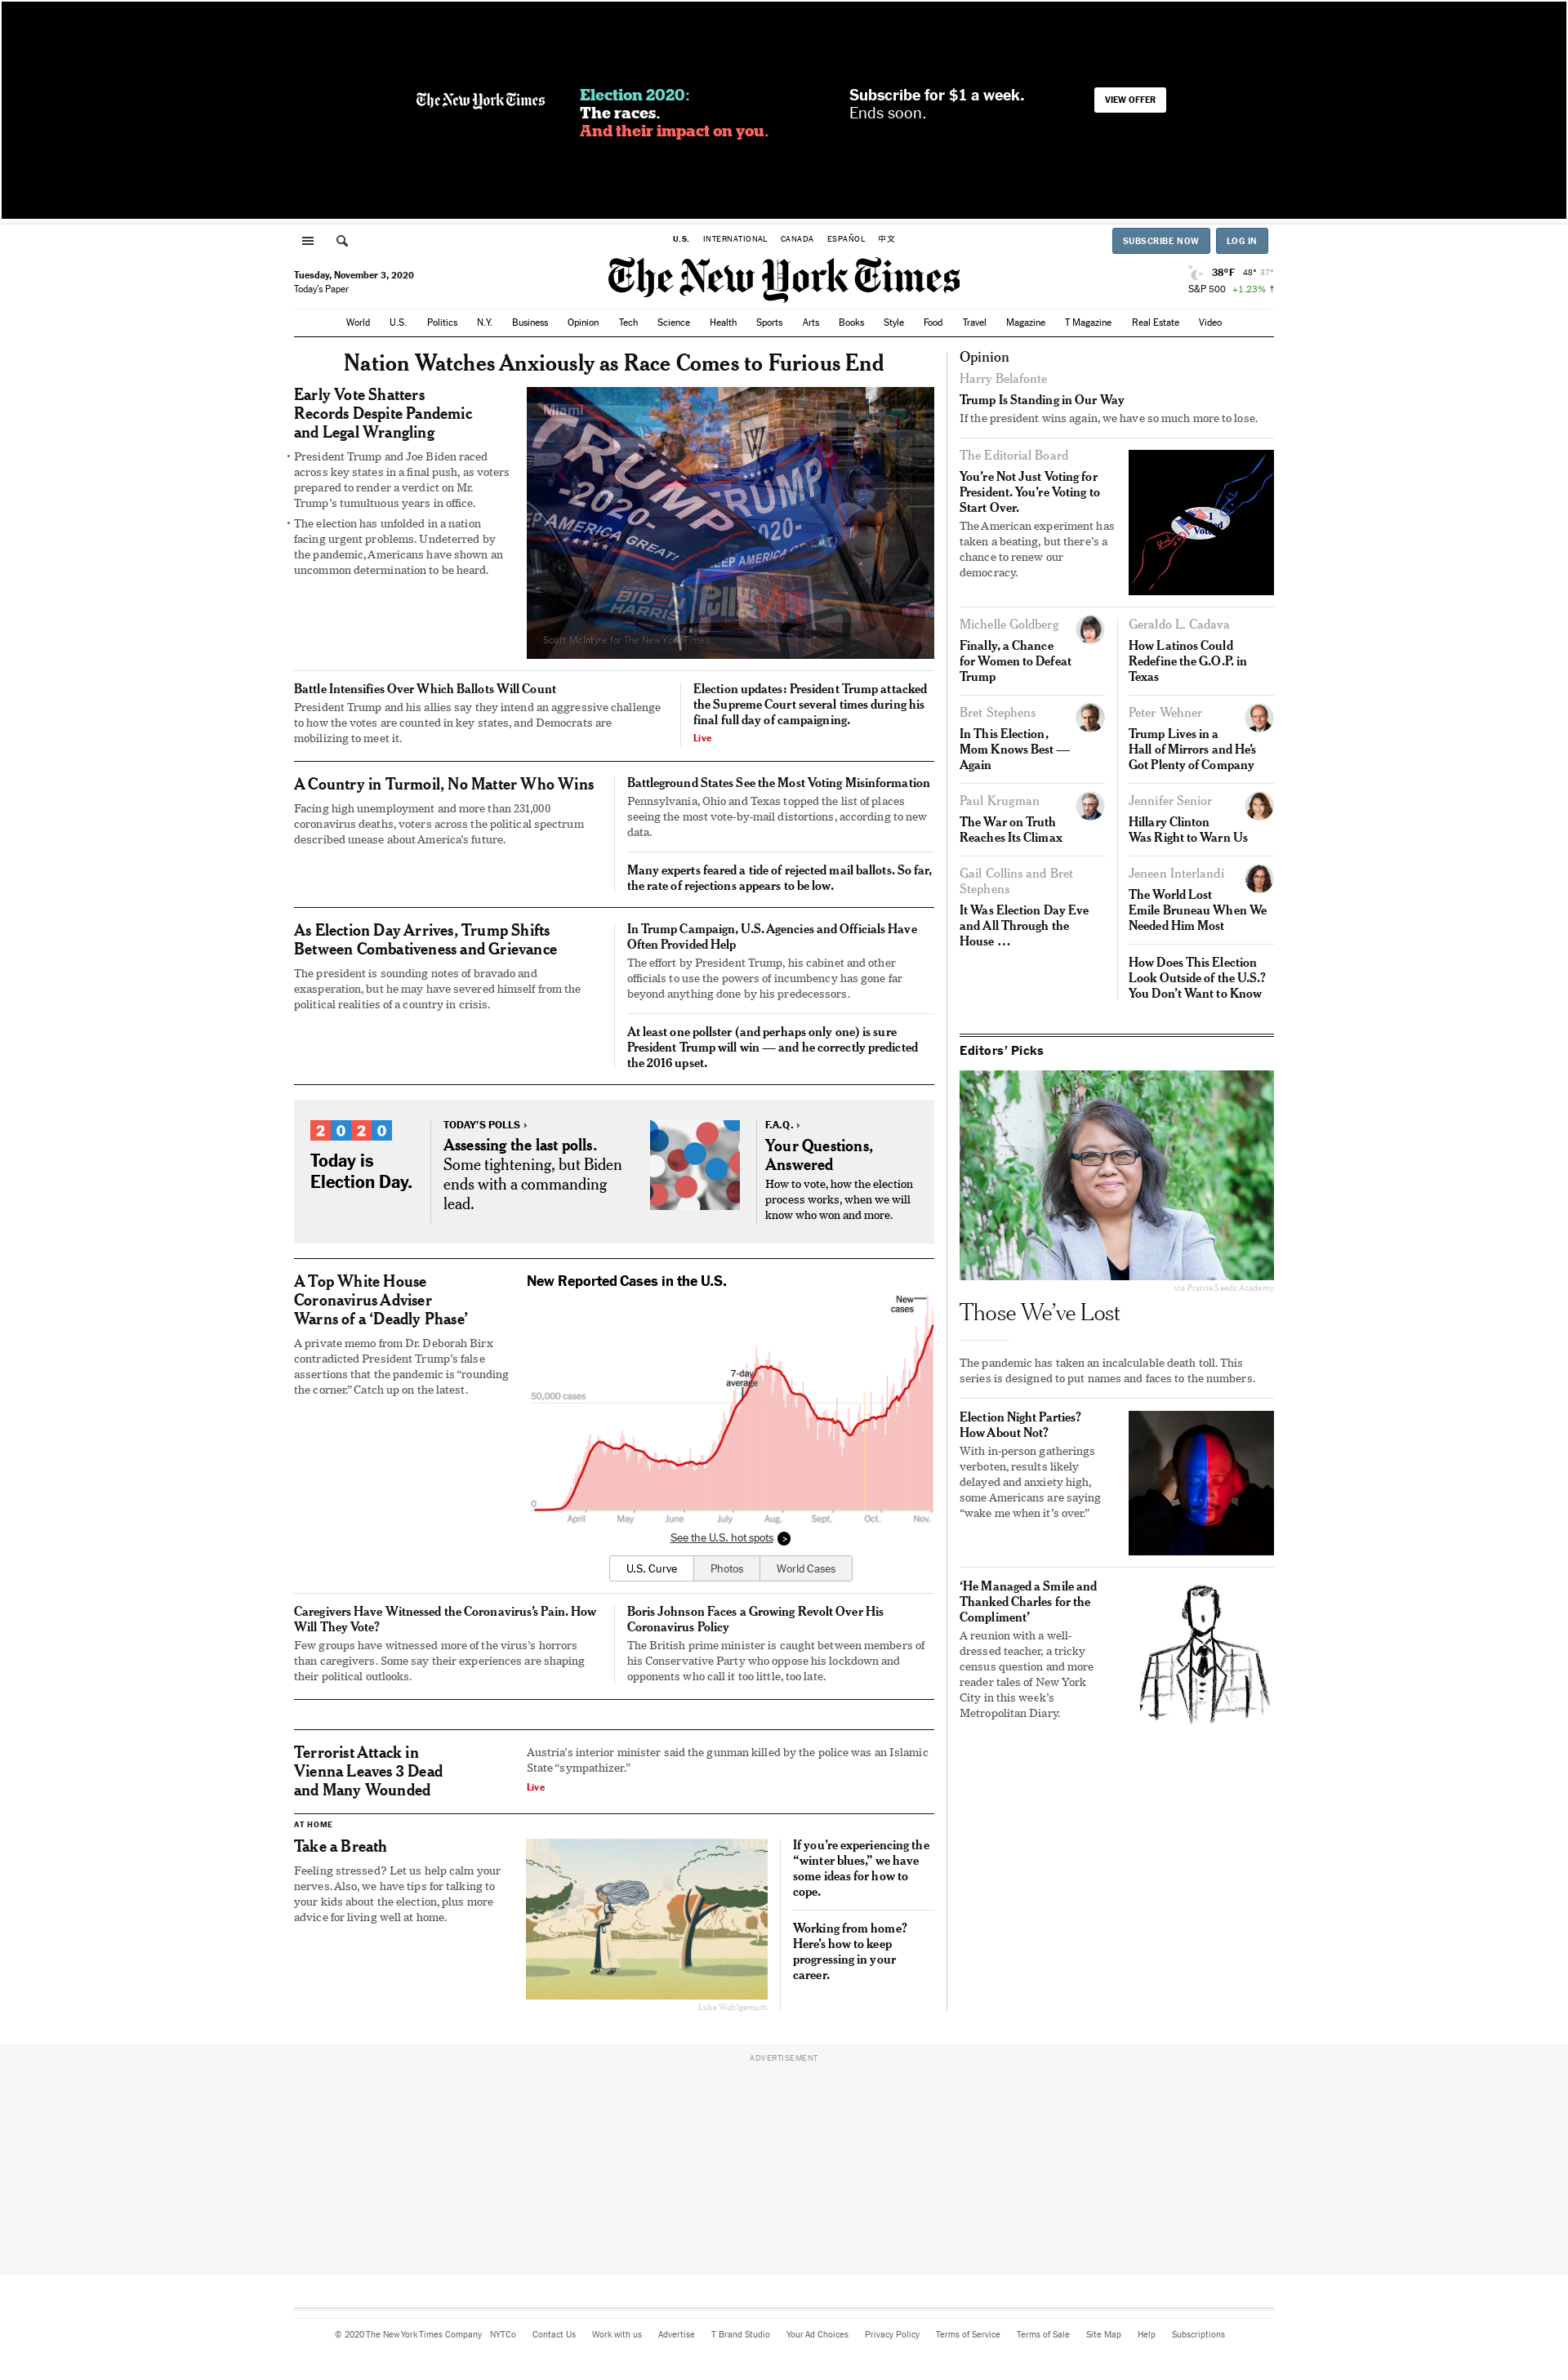 The New York Times
Election 2020:
The races.
And their impact on you.
Subscribe for $1 a week.
Ends soon.
VIEW OFFER
U.S. INTERNATIONAL CANADA ESPAÑOL 中文
SUBSCRIBE NOW LOG IN
Tuesday, November 3, 2020
Today's Paper
The New York Times
38°F 48° 37°
S&P 500 +1.23% ↑
World U.S. Politics N.Y. Business Opinion Tech Science Health Sports Arts Books Style Food Travel Magazine T Magazine Real Estate Video
Nation Watches Anxiously as Race Comes to Furious End
Early Vote Shatters
Records Despite Pandemic
and Legal Wrangling
• President Trump and Joe Biden raced
across key states in a final push, as voters
prepared to render a verdict on Mr.
Trump's tumultuous years in office.
• The election has unfolded in a nation
facing urgent problems. Undeterred by
the pandemic, Americans have shown an
uncommon determination to be heard.
Miami
TRUMP
-2020-
TRUMP
AMERICA GREAT!
KEEP AMERICA
BIDEN
HARRIS
Scott McIntyre for The New York Times
Battle Intensifies Over Which Ballots Will Count
President Trump and his allies say they intend an aggressive challenge
to how the votes are counted in key states, and Democrats are
mobilizing to meet it.
Election updates: President Trump attacked
the Supreme Court several times during his
final full day of campaigning.
Live
A Country in Turmoil, No Matter Who Wins
Facing high unemployment and more than 231,000
coronavirus deaths, voters across the political spectrum
described unease about America's future.
Battleground States See the Most Voting Misinformation
Pennsylvania, Ohio and Texas topped the list of places
seeing the most vote-by-mail distortions, according to new
data.
Many experts feared a tide of rejected mail ballots. So far,
the rate of rejections appears to be low.
As Election Day Arrives, Trump Shifts
Between Combativeness and Grievance
The president is sounding notes of bravado and
exasperation, but he may have severed himself from the
political realities of a country in crisis.
In Trump Campaign, U.S. Agencies and Officials Have
Often Provided Help
The effort by President Trump, his cabinet and other
officials to use the powers of incumbency has gone far
beyond anything done by his predecessors.
At least one pollster (and perhaps only one) is sure
President Trump will win — and he correctly predicted
the 2016 upset.
2020
Today is
Election Day.
TODAY'S POLLS ›
Assessing the last polls.
Some tightening, but Biden
ends with a commanding
lead.
F.A.Q. ›
Your Questions,
Answered
How to vote, how the election
process works, when we will
know who won and more.
A Top White House
Coronavirus Adviser
Warns of a ‘Deadly Phase’
A private memo from Dr. Deborah Birx
contradicted President Trump's false
assertions that the pandemic is “rounding
the corner.” Catch up on the latest.
New Reported Cases in the U.S.
New
cases
7-day
average
50,000 cases
0
April May June July Aug. Sept. Oct. Nov.
See the U.S. hot spots >
U.S. Curve Photos World Cases
Caregivers Have Witnessed the Coronavirus's Pain. How
Will They Vote?
Few groups have witnessed more of the virus's horrors
than caregivers. Some say their experiences are shaping
their political outlooks.
Boris Johnson Faces a Growing Revolt Over His
Coronavirus Policy
The British prime minister is caught between members of
his Conservative Party who oppose his lockdown and
opponents who call it too little, too late.
Terrorist Attack in
Vienna Leaves 3 Dead
and Many Wounded
Austria's interior minister said the gunman killed by the police was an Islamic
State “sympathizer.”
Live
AT HOME
Take a Breath
Feeling stressed? Let us help calm your
nerves. Also, we have tips for talking to
your kids about the election, plus more
advice for living well at home.
Luke Wohlgemuth
If you're experiencing the
“winter blues,” we have
some ideas for how to
cope.
Working from home?
Here's how to keep
progressing in your
career.
Opinion
Harry Belafonte
Trump Is Standing in Our Way
If the president wins again, we have so much more to lose.
The Editorial Board
You're Not Just Voting for
President. You're Voting to
Start Over.
The American experiment has
taken a beating, but there's a
chance to renew our
democracy.
Michelle Goldberg
Finally, a Chance
for Women to Defeat
Trump
Geraldo L. Cadava
How Latinos Could
Redefine the G.O.P. in
Texas
Bret Stephens
In This Election,
Mom Knows Best —
Again
Peter Wehner
Trump Lives in a
Hall of Mirrors and He's
Got Plenty of Company
Paul Krugman
The War on Truth
Reaches Its Climax
Jennifer Senior
Hillary Clinton
Was Right to Warn Us
Gail Collins and Bret
Stephens
It Was Election Day Eve
and All Through the
House …
Jeneen Interlandi
The World Lost
Emile Bruneau When We
Needed Him Most
How Does This Election
Look Outside of the U.S.?
You Don't Want to Know
Editors' Picks
via Prairie Seeds Academy
Those We've Lost
The pandemic has taken an incalculable death toll. This
series is designed to put names and faces to the numbers.
Election Night Parties?
How About Not?
With in-person gatherings
verboten, results likely
delayed and anxiety high,
some Americans are saying
“wake me when it's over.”
‘He Managed a Smile and
Thanked Charles for the
Compliment’
A reunion with a well-
dressed teacher, a tricky
census question and more
reader tales of New York
City in this week's
Metropolitan Diary.
ADVERTISEMENT
© 2020 The New York Times Company NYTCo Contact Us Work with us Advertise T Brand Studio Your Ad Choices Privacy Policy Terms of Service Terms of Sale Site Map Help Subscriptions